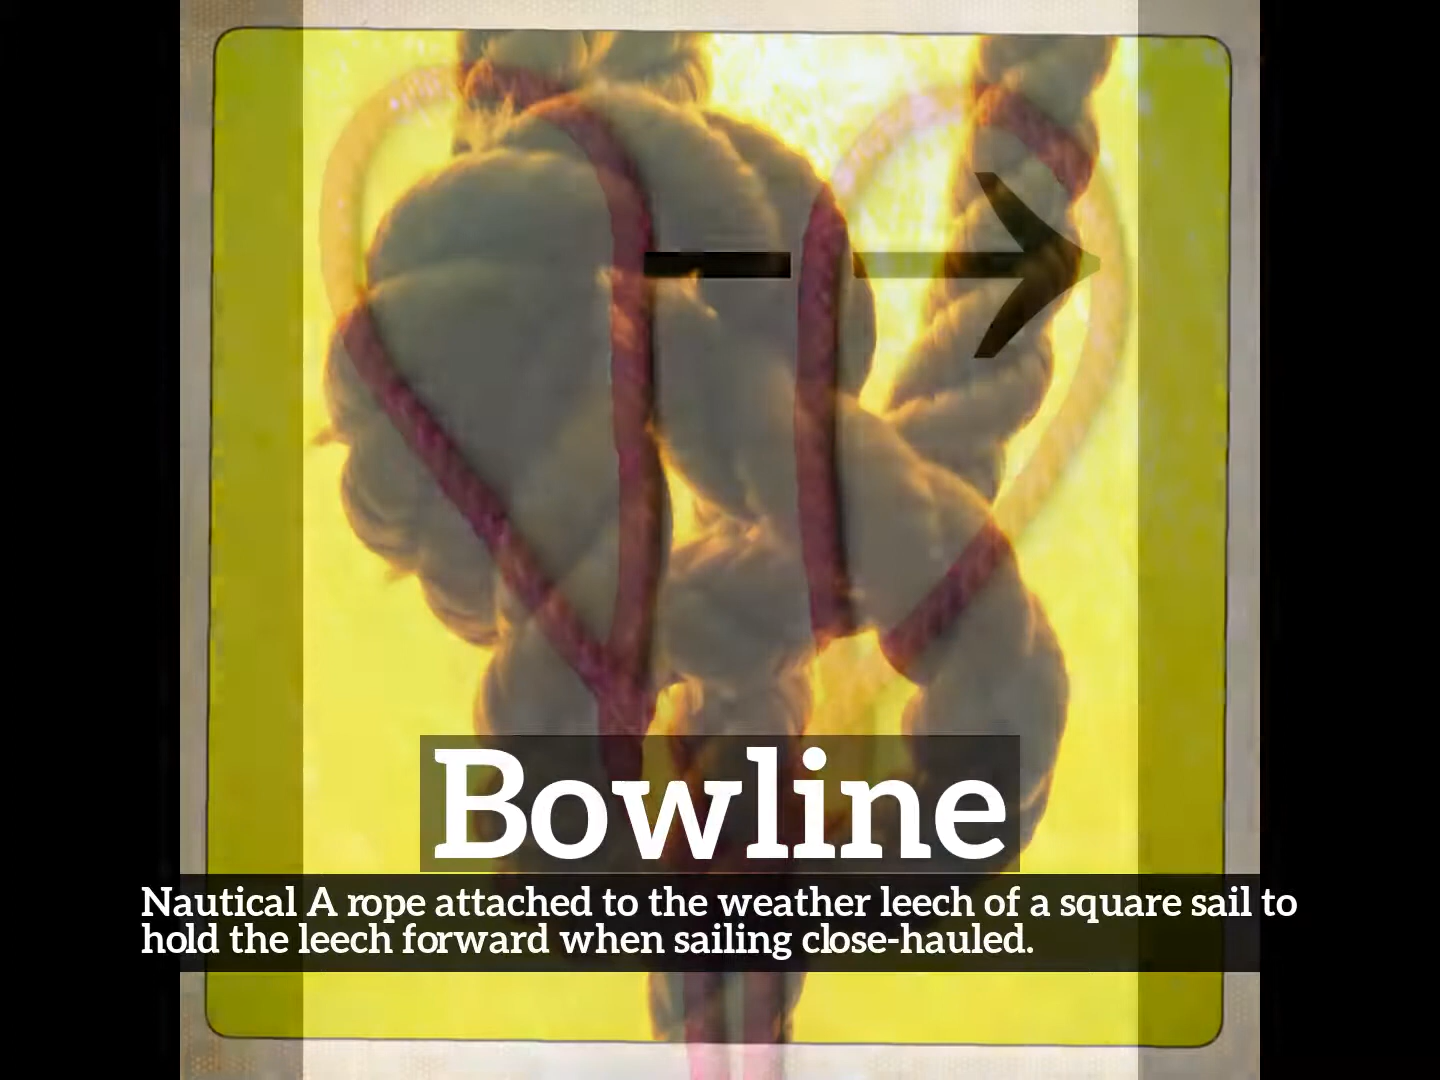 Bowline
Nautical A rope attached to the weather leech of a square sail to
hold the leech forward when sailing close-hauled.